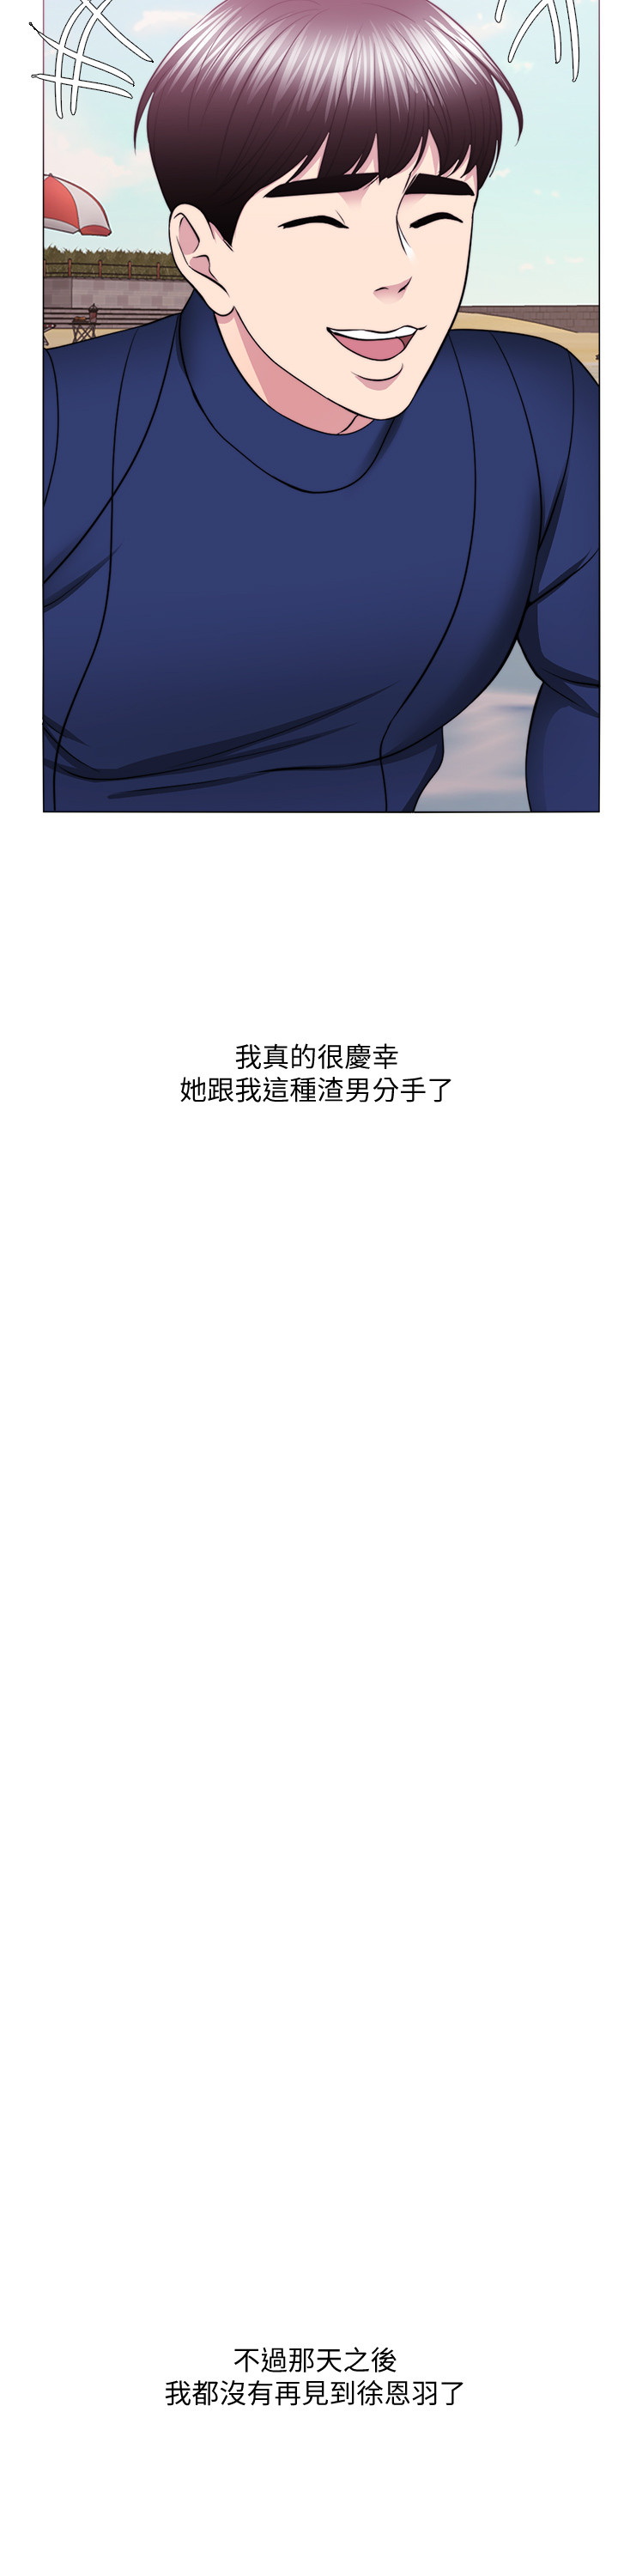 我真的很慶幸
她跟我這種渣男分手了
不過那天之後
我都沒有再見到徐恩羽了